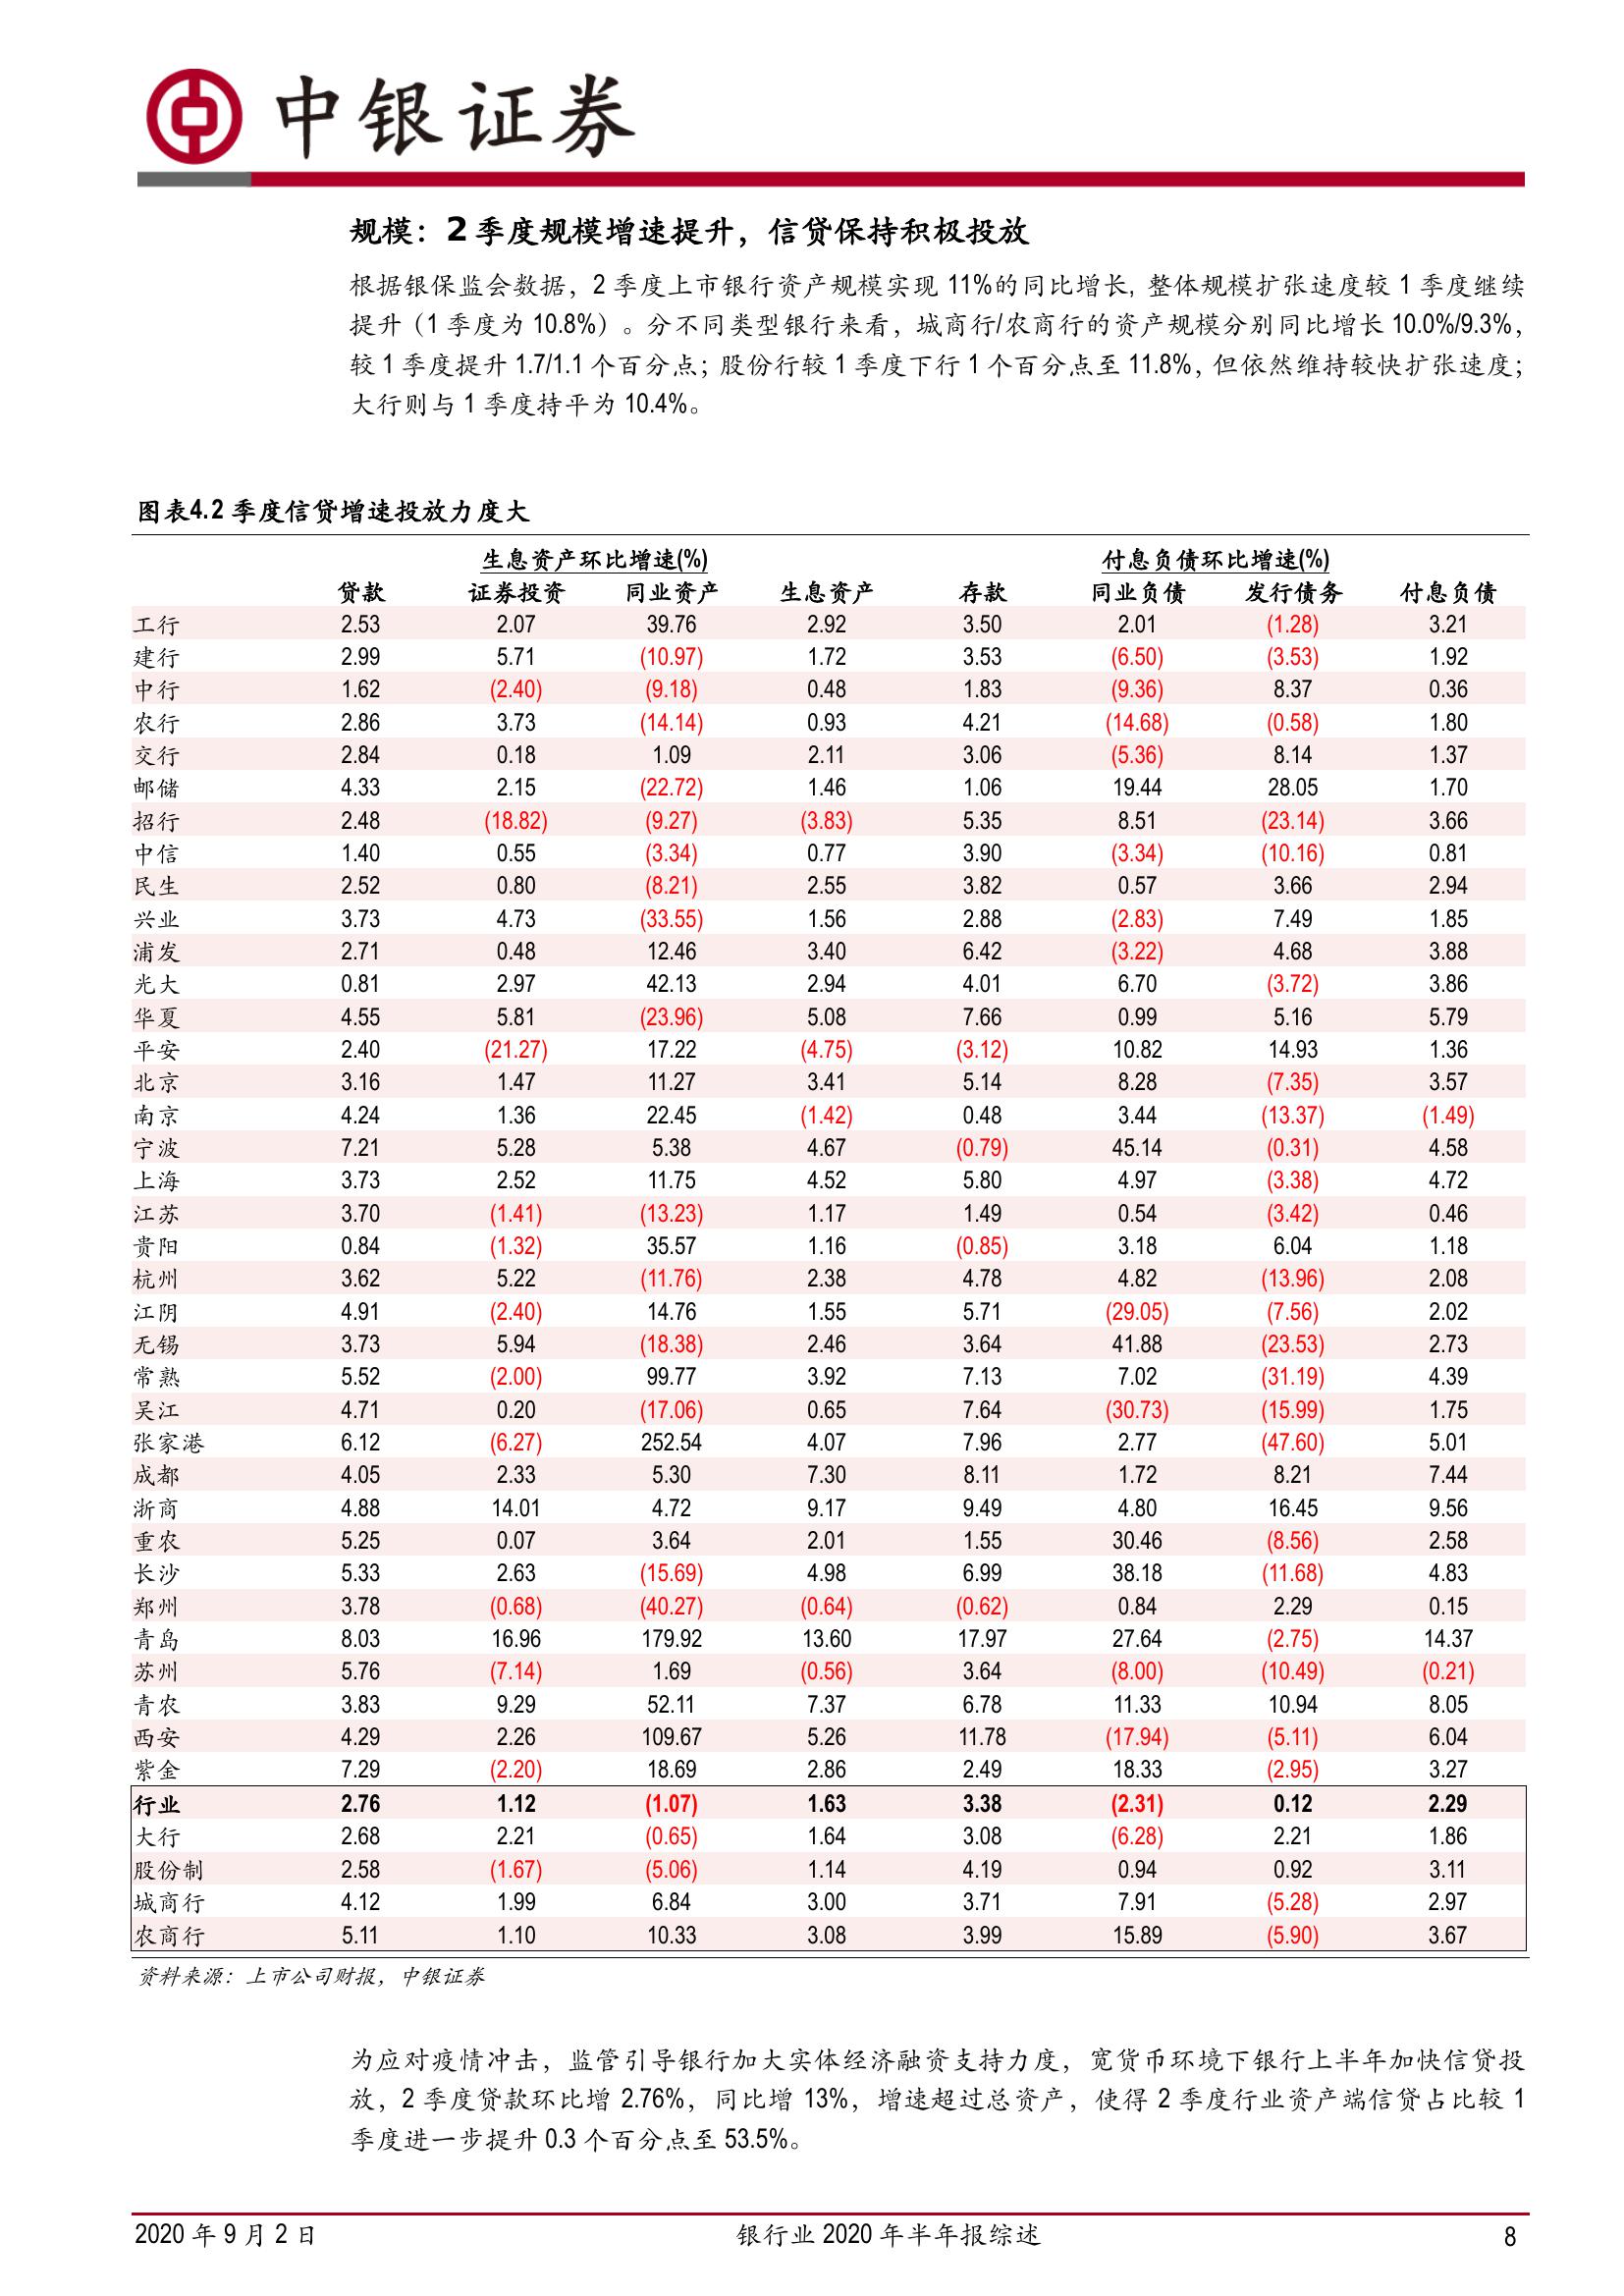 中银证券
规模：2 季度规模增速提升，信贷保持积极投放
根据银保监会数据，2 季度上市银行资产规模实现 11%的同比增长, 整体规模扩张速度较 1 季度继续
提升（1 季度为 10.8%）。分不同类型银行来看，城商行/农商行的资产规模分别同比增长 10.0%/9.3%，
较 1 季度提升 1.7/1.1 个百分点；股份行较 1 季度下行 1 个百分点至 11.8%，但依然维持较快扩张速度；
大行则与 1 季度持平为 10.4%。
图表4.2 季度信贷增速投放力度大
生息资产环比增速(%) 付息负债环比增速(%)
贷款 证券投资 同业资产 生息资产 存款 同业负债 发行债务 付息负债
工行 2.53 2.07 39.76 2.92 3.50 2.01 (1.28) 3.21
建行 2.99 5.71 (10.97) 1.72 3.53 (6.50) (3.53) 1.92
中行 1.62 (2.40) (9.18) 0.48 1.83 (9.36) 8.37 0.36
农行 2.86 3.73 (14.14) 0.93 4.21 (14.68) (0.58) 1.80
交行 2.84 0.18 1.09 2.11 3.06 (5.36) 8.14 1.37
邮储 4.33 2.15 (22.72) 1.46 1.06 19.44 28.05 1.70
招行 2.48 (18.82) (9.27) (3.83) 5.35 8.51 (23.14) 3.66
中信 1.40 0.55 (3.34) 0.77 3.90 (3.34) (10.16) 0.81
民生 2.52 0.80 (8.21) 2.55 3.82 0.57 3.66 2.94
兴业 3.73 4.73 (33.55) 1.56 2.88 (2.83) 7.49 1.85
浦发 2.71 0.48 12.46 3.40 6.42 (3.22) 4.68 3.88
光大 0.81 2.97 42.13 2.94 4.01 6.70 (3.72) 3.86
华夏 4.55 5.81 (23.96) 5.08 7.66 0.99 5.16 5.79
平安 2.40 (21.27) 17.22 (4.75) (3.12) 10.82 14.93 1.36
北京 3.16 1.47 11.27 3.41 5.14 8.28 (7.35) 3.57
南京 4.24 1.36 22.45 (1.42) 0.48 3.44 (13.37) (1.49)
宁波 7.21 5.28 5.38 4.67 (0.79) 45.14 (0.31) 4.58
上海 3.73 2.52 11.75 4.52 5.80 4.97 (3.38) 4.72
江苏 3.70 (1.41) (13.23) 1.17 1.49 0.54 (3.42) 0.46
贵阳 0.84 (1.32) 35.57 1.16 (0.85) 3.18 6.04 1.18
杭州 3.62 5.22 (11.76) 2.38 4.78 4.82 (13.96) 2.08
江阴 4.91 (2.40) 14.76 1.55 5.71 (29.05) (7.56) 2.02
无锡 3.73 5.94 (18.38) 2.46 3.64 41.88 (23.53) 2.73
常熟 5.52 (2.00) 99.77 3.92 7.13 7.02 (31.19) 4.39
吴江 4.71 0.20 (17.06) 0.65 7.64 (30.73) (15.99) 1.75
张家港 6.12 (6.27) 252.54 4.07 7.96 2.77 (47.60) 5.01
成都 4.05 2.33 5.30 7.30 8.11 1.72 8.21 7.44
浙商 4.88 14.01 4.72 9.17 9.49 4.80 16.45 9.56
重农 5.25 0.07 3.64 2.01 1.55 30.46 (8.56) 2.58
长沙 5.33 2.63 (15.69) 4.98 6.99 38.18 (11.68) 4.83
郑州 3.78 (0.68) (40.27) (0.64) (0.62) 0.84 2.29 0.15
青岛 8.03 16.96 179.92 13.60 17.97 27.64 (2.75) 14.37
苏州 5.76 (7.14) 1.69 (0.56) 3.64 (8.00) (10.49) (0.21)
青农 3.83 9.29 52.11 7.37 6.78 11.33 10.94 8.05
西安 4.29 2.26 109.67 5.26 11.78 (17.94) (5.11) 6.04
紫金 7.29 (2.20) 18.69 2.86 2.49 18.33 (2.95) 3.27
行业 2.76 1.12 (1.07) 1.63 3.38 (2.31) 0.12 2.29
大行 2.68 2.21 (0.65) 1.64 3.08 (6.28) 2.21 1.86
股份制 2.58 (1.67) (5.06) 1.14 4.19 0.94 0.92 3.11
城商行 4.12 1.99 6.84 3.00 3.71 7.91 (5.28) 2.97
农商行 5.11 1.10 10.33 3.08 3.99 15.89 (5.90) 3.67
资料来源：上市公司财报，中银证券
为应对疫情冲击，监管引导银行加大实体经济融资支持力度，宽货币环境下银行上半年加快信贷投
放，2 季度贷款环比增 2.76%，同比增 13%，增速超过总资产，使得 2 季度行业资产端信贷占比较 1
季度进一步提升 0.3 个百分点至 53.5%。
2020 年 9 月 2 日 银行业 2020 年半年报综述 8